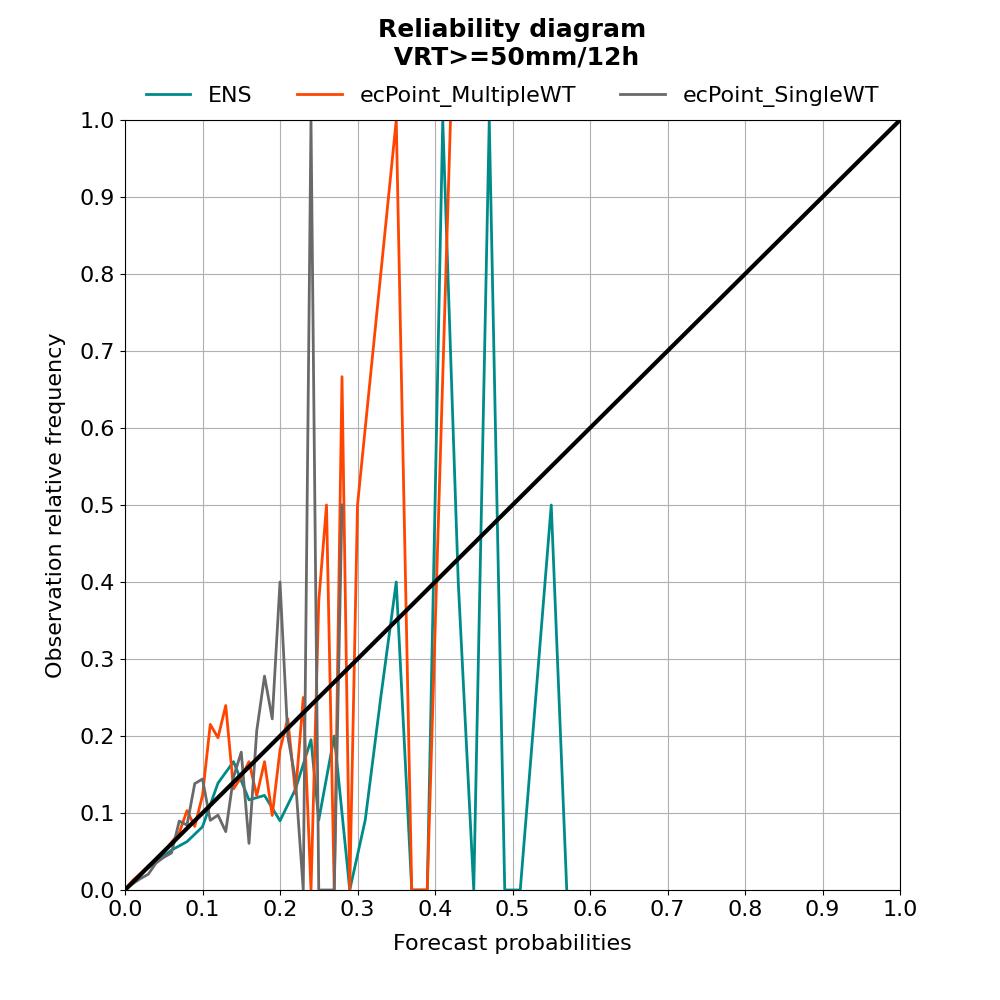 Reliability diagram
VRT>=50mm/12h
ENS ecPoint_MultipleWT ecPoint_SingleWT
1.0
0.9
0.8
0.7
0.6
0.5
0.4
0.3
0.2
0.1
0.0
Observation relative frequency
0.0 0.1 0.2 0.3 0.4 0.5 0.6 0.7 0.8 0.9 1.0
Forecast probabilities